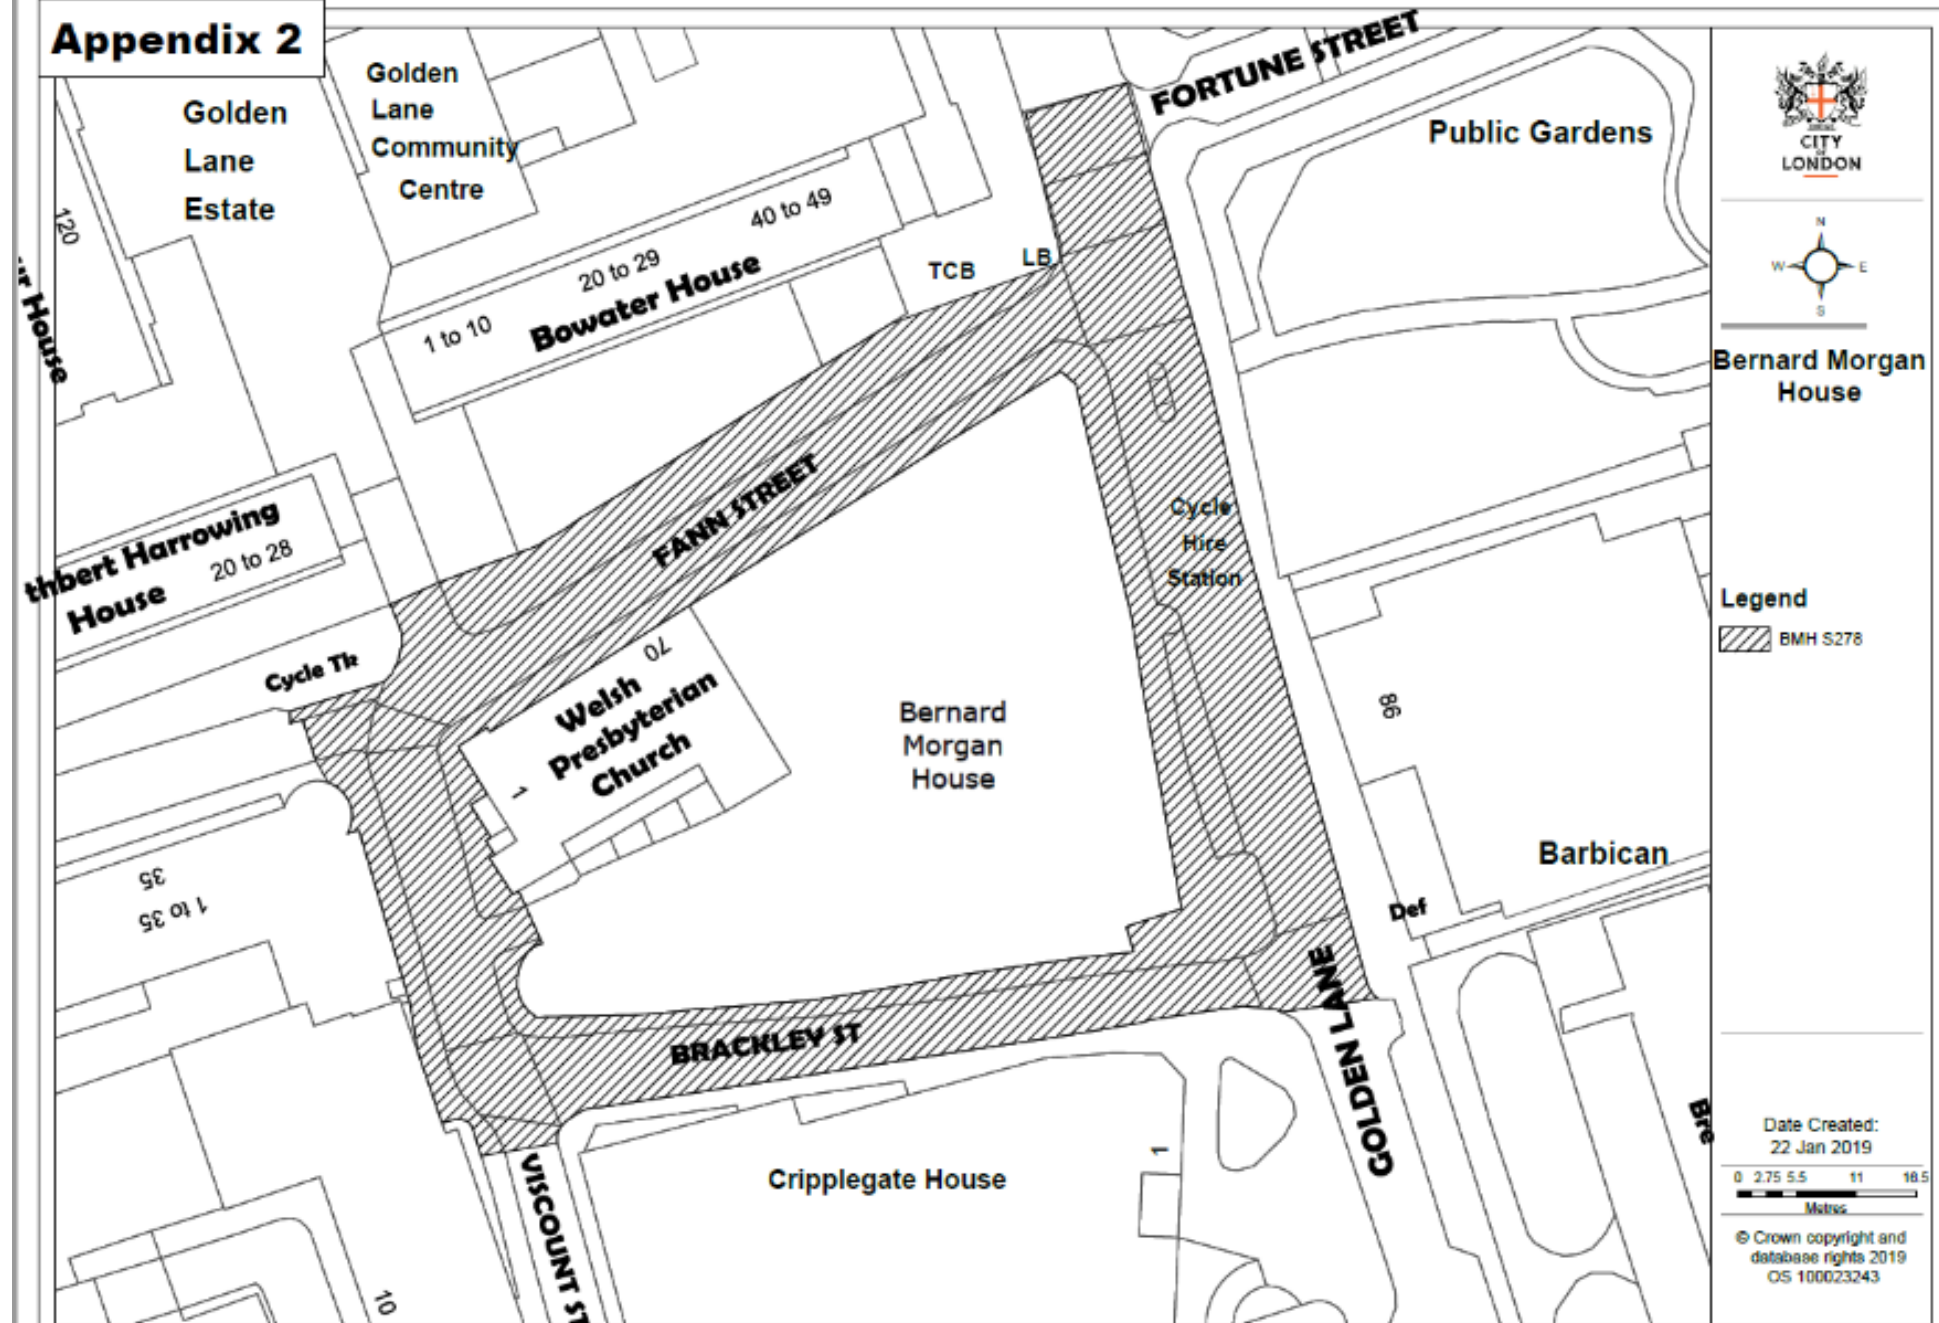 Appendix 2
Golden
Lane
Estate
Golden
Lane
Community
Centre
FORTUNE STREET
Public Gardens
120
40 to 49
20 to 29
1 to 10
Bowater House
TCB
LB
ur House
thbert Harrowing
House
20 to 28
FANN STREET
Cycle
Hire
Station
Cycle Tk
70
Welsh
Presbyterian
Church
1
Bernard
Morgan
House
86
Barbican
35
1 to 35
Def
GOLDEN LANE
BRACKLEY ST
Cripplegate House
1
VISCOUNT ST
10
Bre
CITY
OF
LONDON
N
W
E
S
Bernard Morgan
House
Legend
BMH S278
Date Created:
22 Jan 2019
0 2.75 5.5 11 16.5
Metres
© Crown copyright and
database rights 2019
OS 100023243